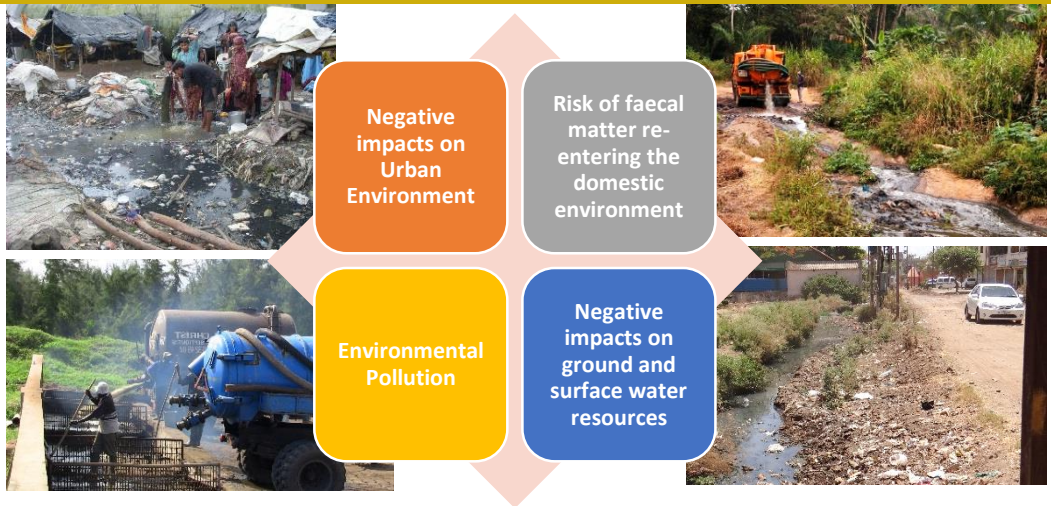 Negative
impacts on
Urban
Environment
Risk of faecal
matter re-
entering the
domestic
environment
Environmental
Pollution
Negative
impacts on
ground and
surface water
resources